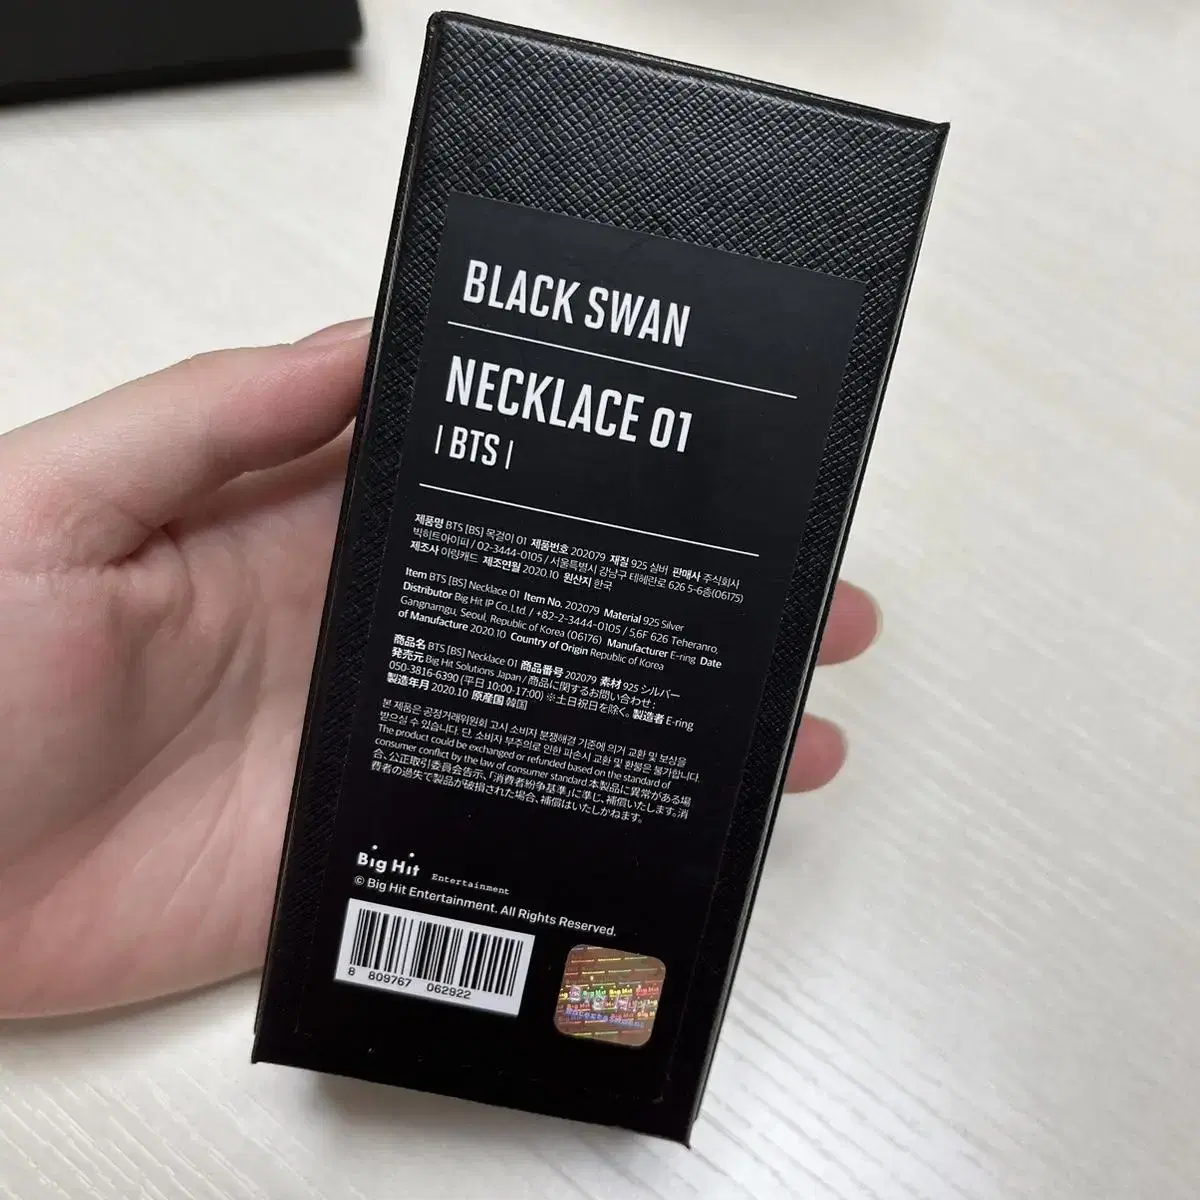 BLACK SWAN
NECKLACE 01
| BTS |
제품명 BTS [BS] 목걸이 01 제품번호 202079 재질 925 실버 판매사 주식회사
빅히트아이피 / 02-3444-0105 / 서울특별시 강남구 테헤란로 626 5-6층(06175)
제조사 이링캐드 제조연월 2020.10 원산지 한국
Item BTS [BS] Necklace 01 Item No. 202079 Material 925 Silver
Distributor Big Hit IP Co.,Ltd. / +82-2-3444-0105 / 5,6F 626 Teheranro,
Gangnamgu, Seoul, Republic of Korea (06176) Manufacturer E-ring Date
of Manufacture 2020.10 Country of Origin Republic of Korea
商品名 BTS [BS] Necklace 01 商品番号 202079 素材 925 シルバー
発売元 Big Hit Solutions Japan / 商品に関するお問い合わせ :
050-3816-6390 (平日 10:00-17:00) ※土日祝日を除く。 製造者 E-ring
製造年月 2020.10 原産国 韓国
본 제품은 공정거래위원회 고시 소비자 분쟁해결 기준에 의거 교환 및 보상을
받으실 수 있습니다. 단, 소비자 부주의로 인한 파손시 교환 및 환불은 불가합니다.
The product could be exchanged or refunded based on the standard of
consumer conflict by the law of consumer standard 本製品に異常がある場
合、公正取引委員会告示、「消費者紛争基準」に準じ、補償いたします。消
費者の過失で製品が破損された場合、補償はいたしかねます。
Big Hit
Entertainment
© Big Hit Entertainment. All Rights Reserved.
8 809767 062922
Big Hit
Entertainment